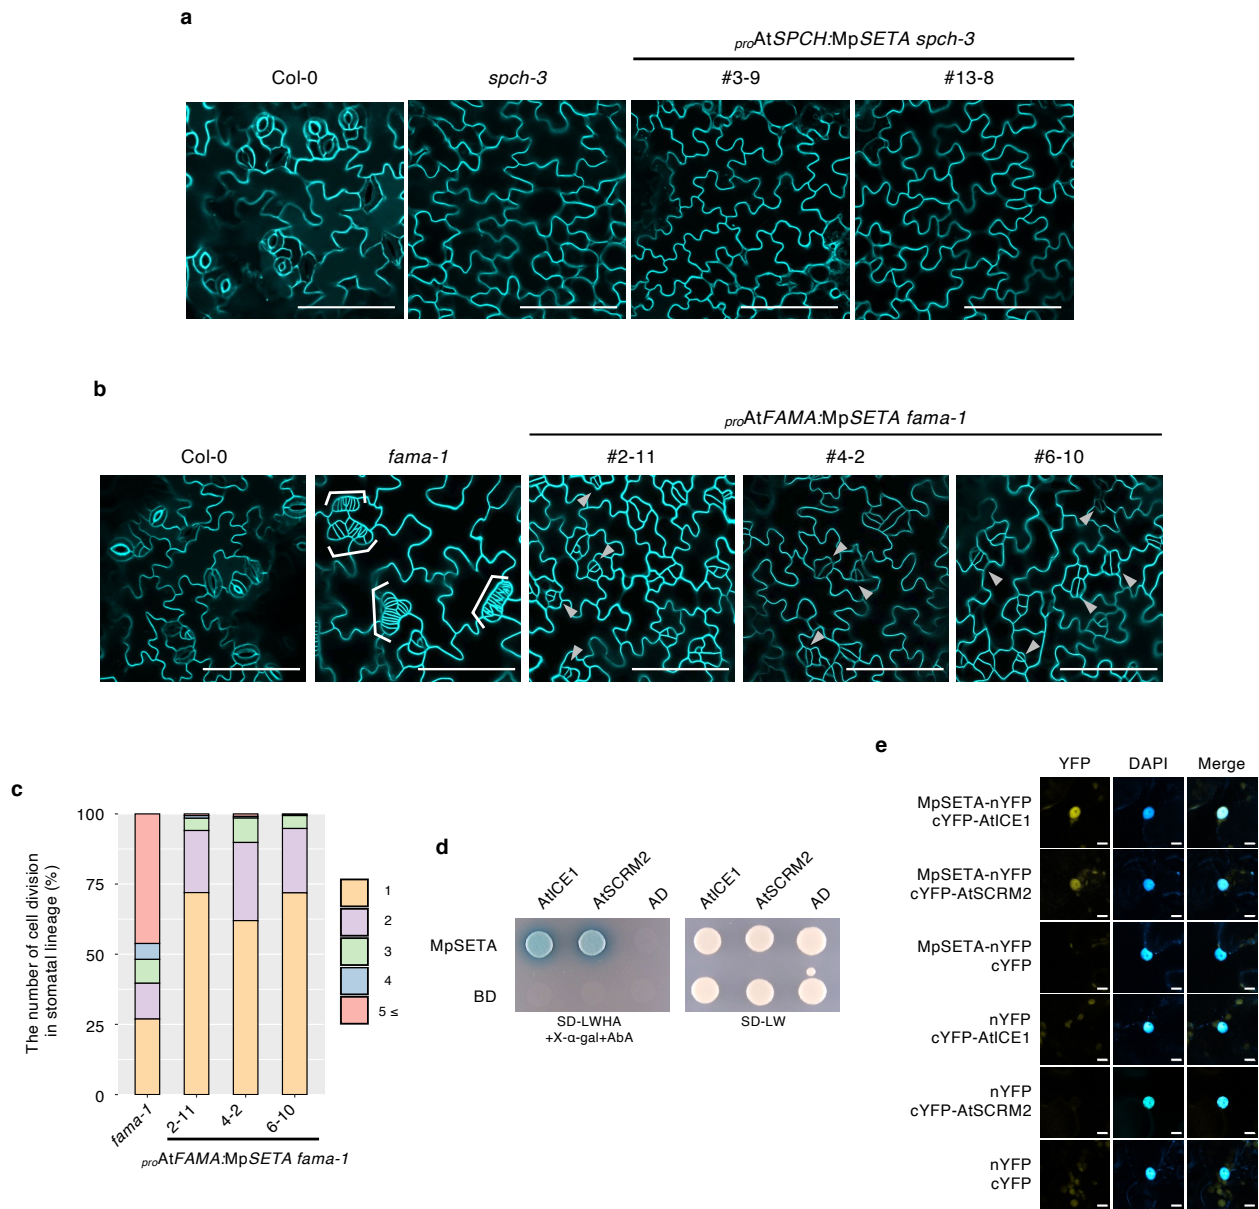 a
proAtSPCH:MpSETA spch-3
Col-0
spch-3
#3-9
#13-8
b
proAtFAMA:MpSETA fama-1
Col-0
fama-1
#2-11
#4-2
#6-10
c
The number of cell division
in stomatal lineage (%)
100
75
50
25
0
fama-1
2-11
4-2
6-10
proAtFAMA:MpSETA fama-1
1
2
3
4
5 ≤
d
AtICE1
AtSCRM2
AD
AtICE1
AtSCRM2
AD
MpSETA
BD
SD-LWHA
+X-α-gal+AbA
SD-LW
e
YFP
DAPI
Merge
MpSETA-nYFP
cYFP-AtICE1
MpSETA-nYFP
cYFP-AtSCRM2
MpSETA-nYFP
cYFP
nYFP
cYFP-AtICE1
nYFP
cYFP-AtSCRM2
nYFP
cYFP